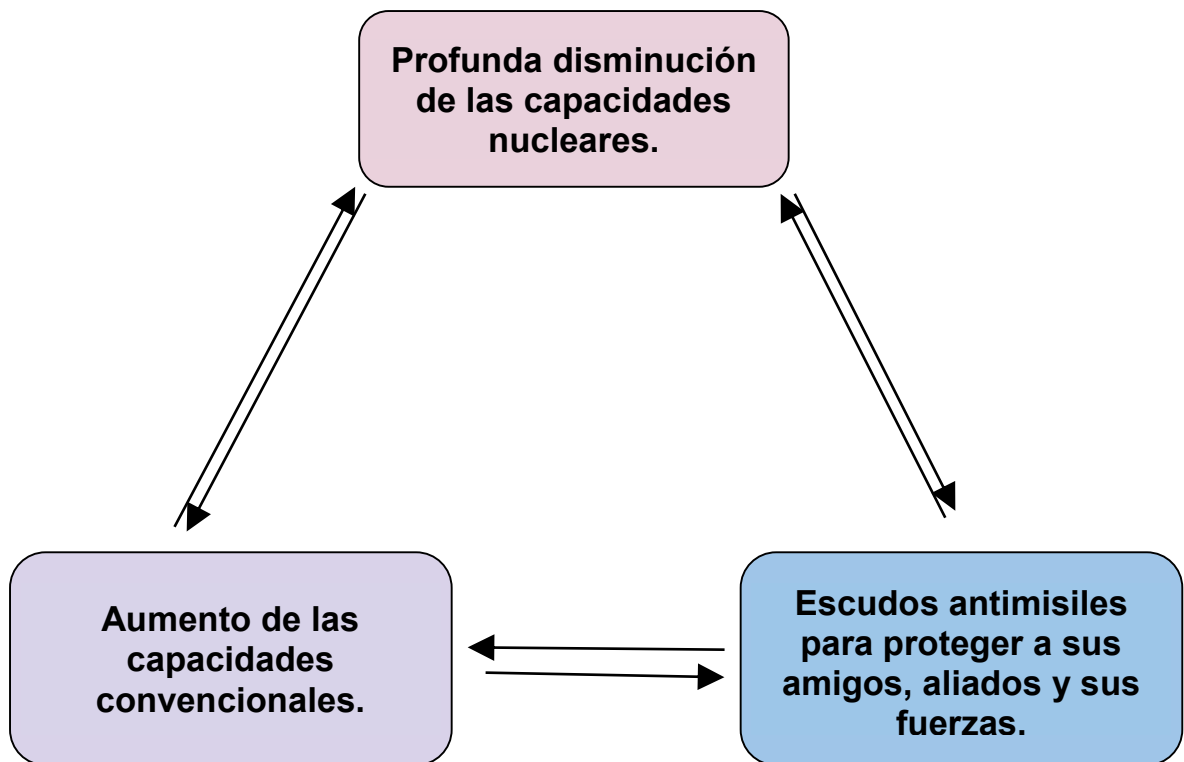 Profunda disminución
de las capacidades
nucleares.
Aumento de las
capacidades
convencionales.
Escudos antimisiles
para proteger a sus
amigos, aliados y sus
fuerzas.